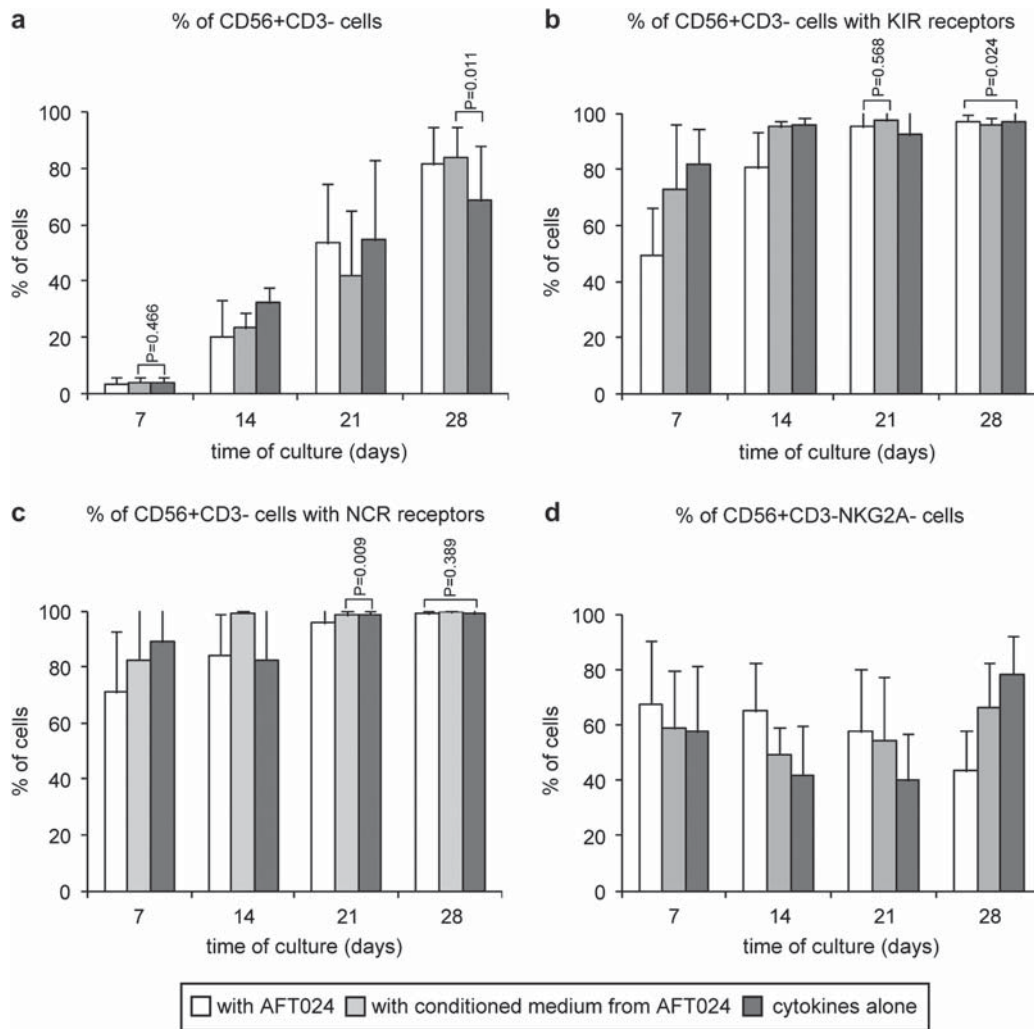 a
% of CD56+CD3- cells
P=0.011
100
80
60
40
20
0
% of cells
P=0.466
7
14
21
28
time of culture (days)
b
% of CD56+CD3- cells with KIR receptors
P=0.568
P=0.024
100
80
60
40
20
0
% of cells
7
14
21
28
time of culture (days)
c
% of CD56+CD3- cells with NCR receptors
P=0.009
P=0.389
100
80
60
40
20
0
% of cells
7
14
21
28
time of culture (days)
d
% of CD56+CD3-NKG2A- cells
100
80
60
40
20
0
% of cells
7
14
21
28
time of culture (days)
with AFT024
with conditioned medium from AFT024
cytokines alone